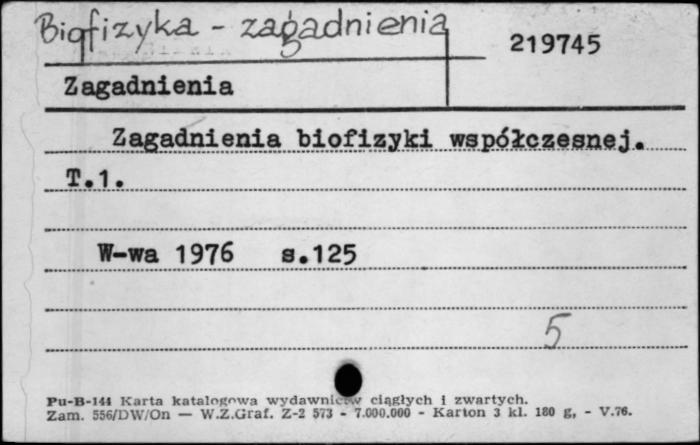 Biofizyka - zagadnienia
219745
Zagadnienia
Zagadnienia biofizyki współczesnej.
T.1.
W-wa 1976 s.125
5
Pu-B-144 Karta katalogowa wydawnictw ciągłych i zwartych.
Zam. 556/DW/On — W.Z.Graf. Z-2 573 - 7.000.000 - Karton 3 kl. 180 g, - V.76.